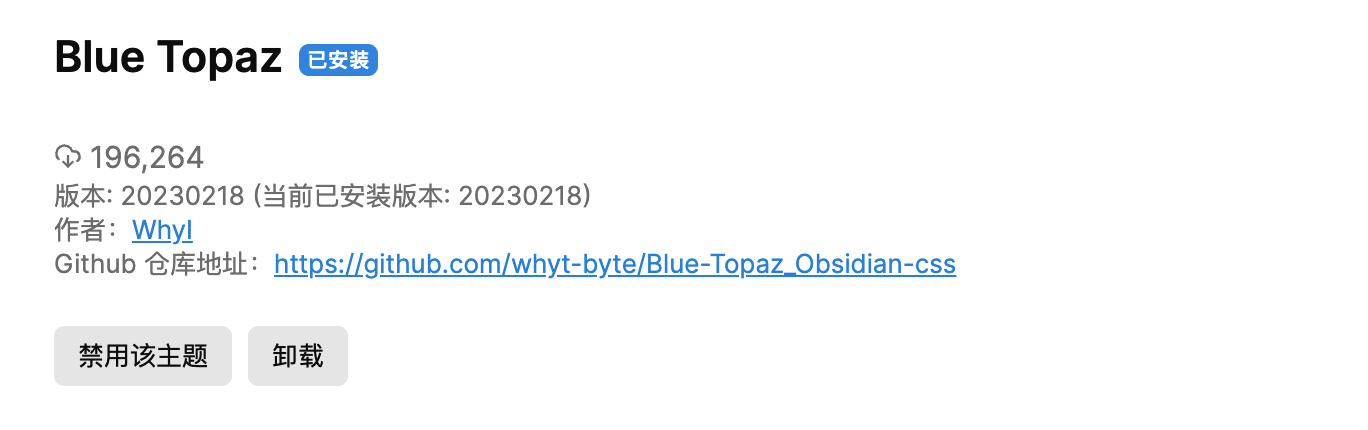 Blue Topaz 已安装
196,264
版本: 20230218 (当前已安装版本: 20230218)
作者：WhyI
Github 仓库地址：https://github.com/whyt-byte/Blue-Topaz_Obsidian-css
禁用该主题 卸载